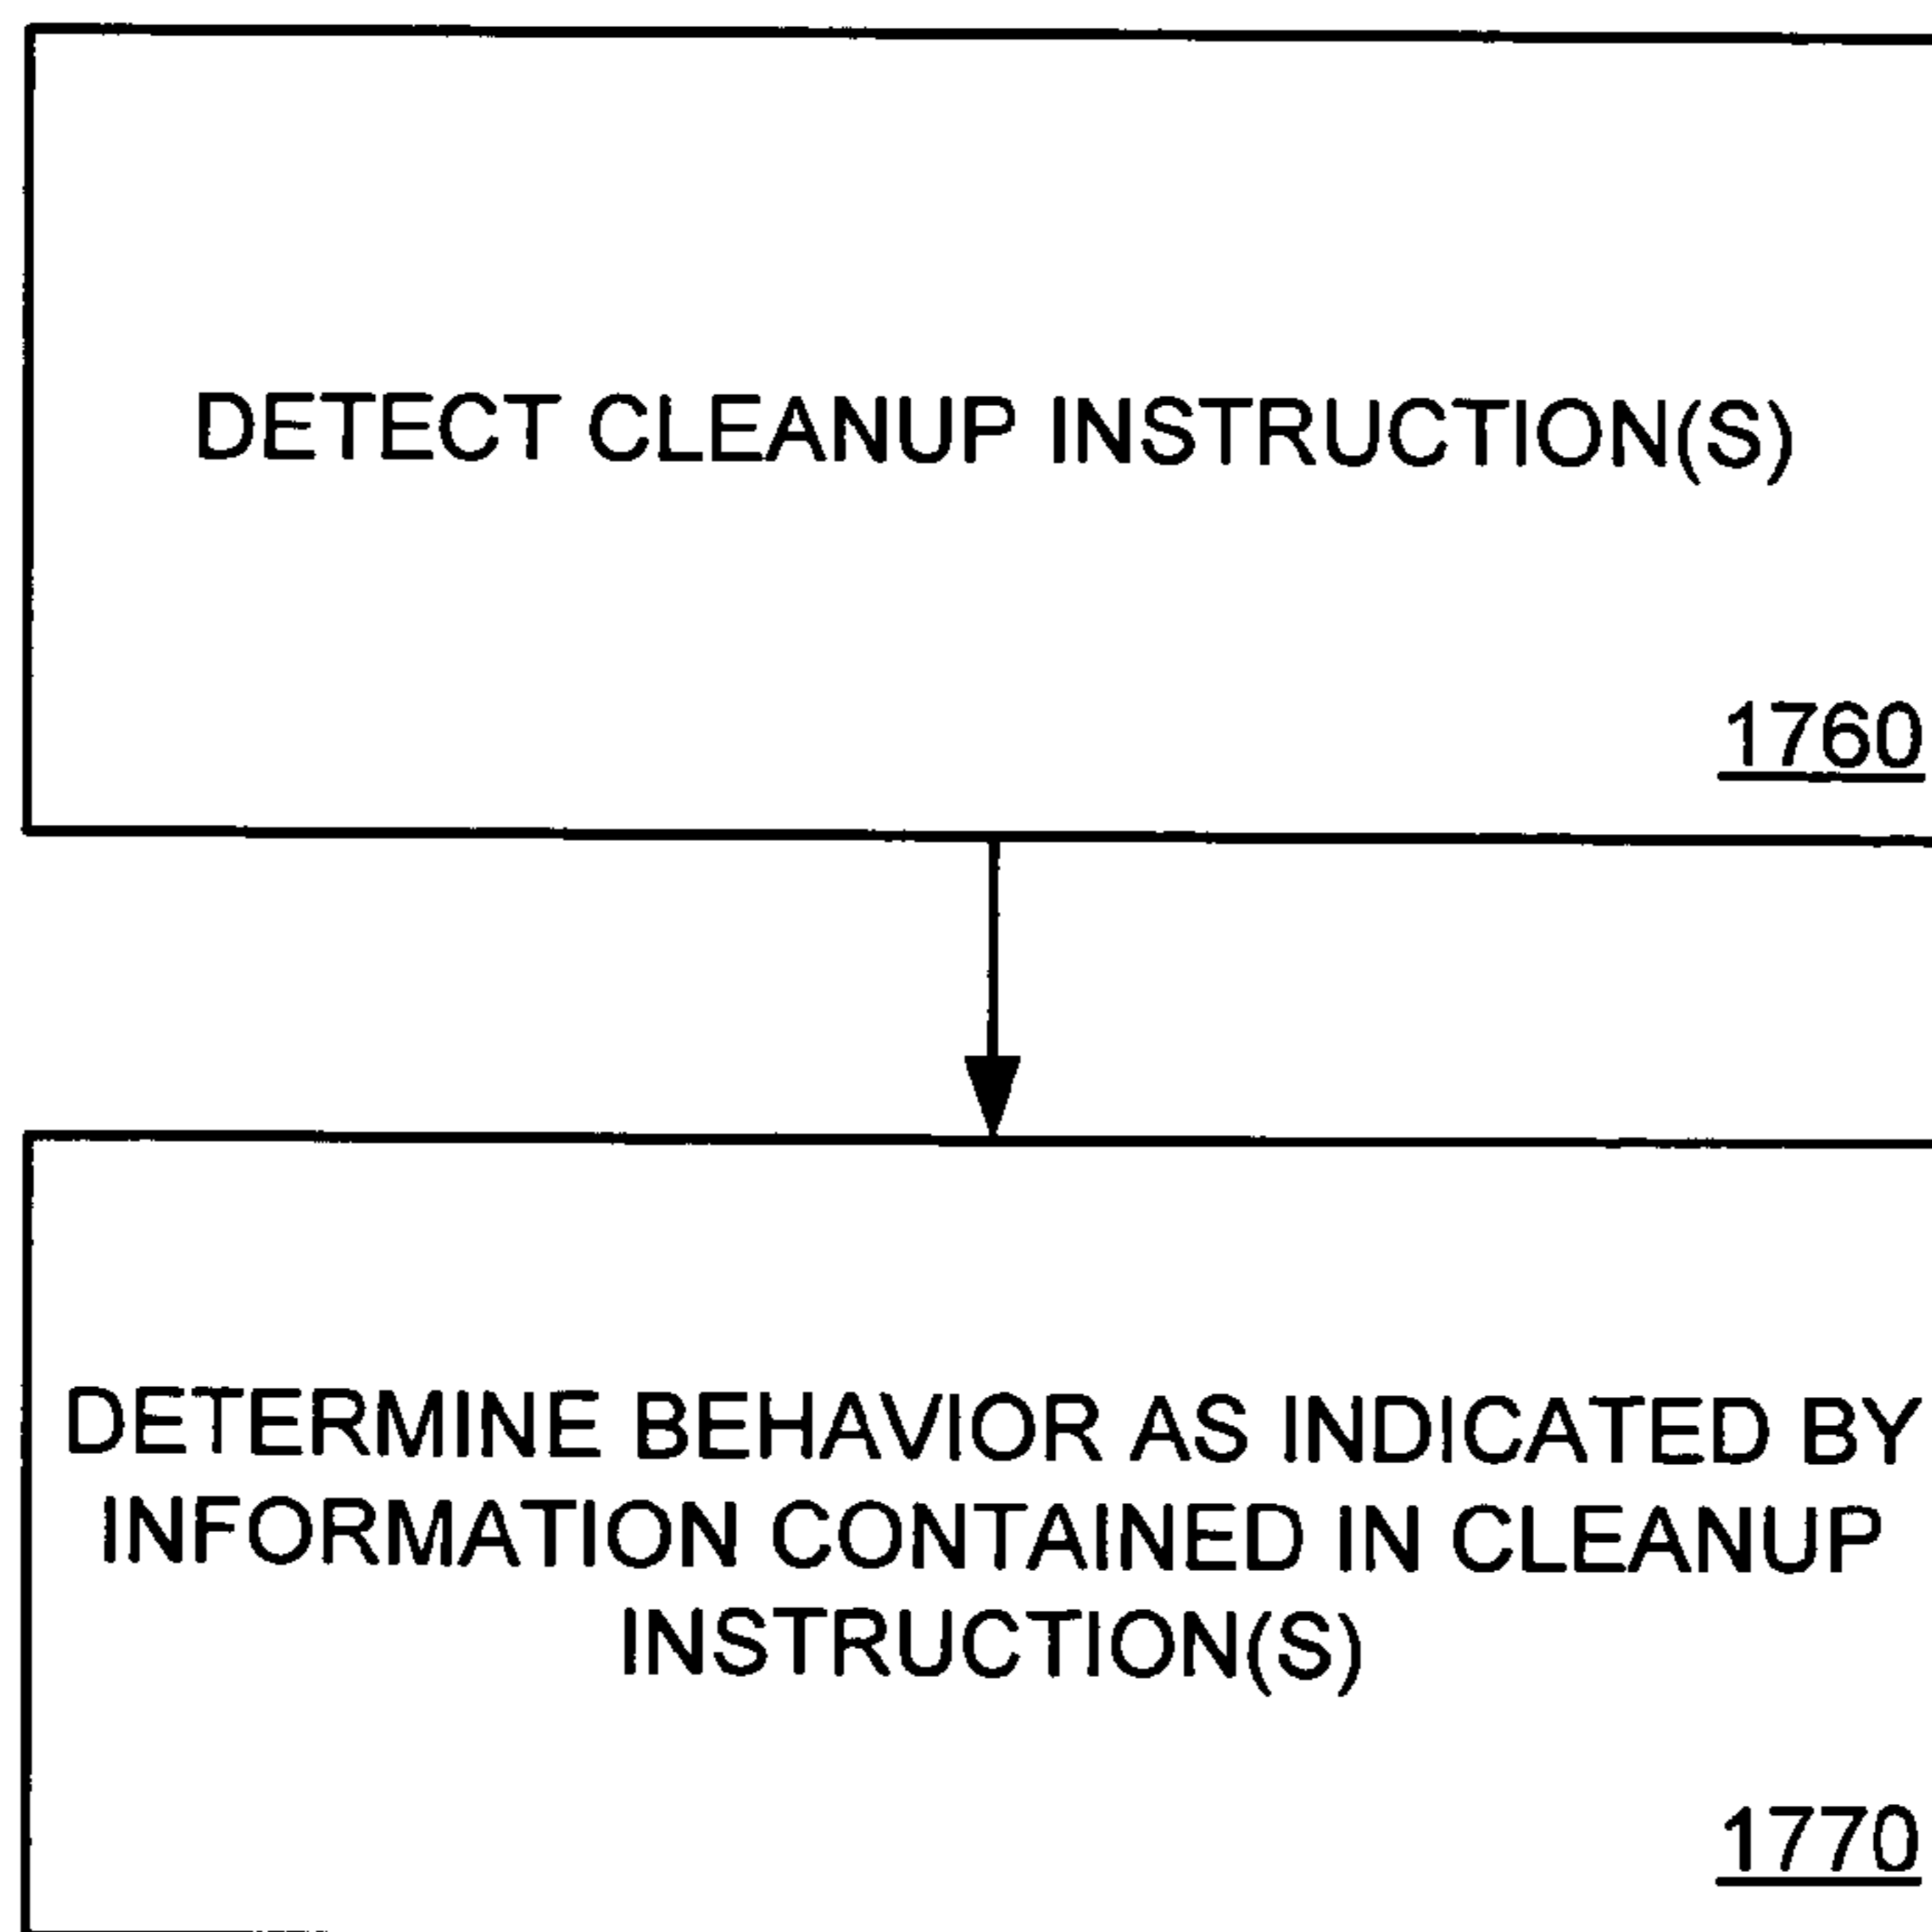 DETECT CLEANUP INSTRUCTION(S)
1760
DETERMINE BEHAVIOR AS INDICATED BY
INFORMATION CONTAINED IN CLEANUP
INSTRUCTION(S)
1770